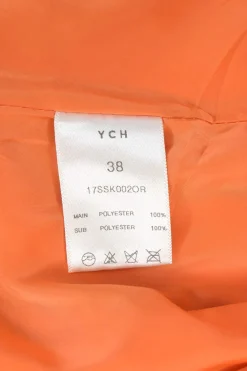 YCH
38
17SSK002OR
MAIN POLYESTER 100%
SUB POLYESTER 100%